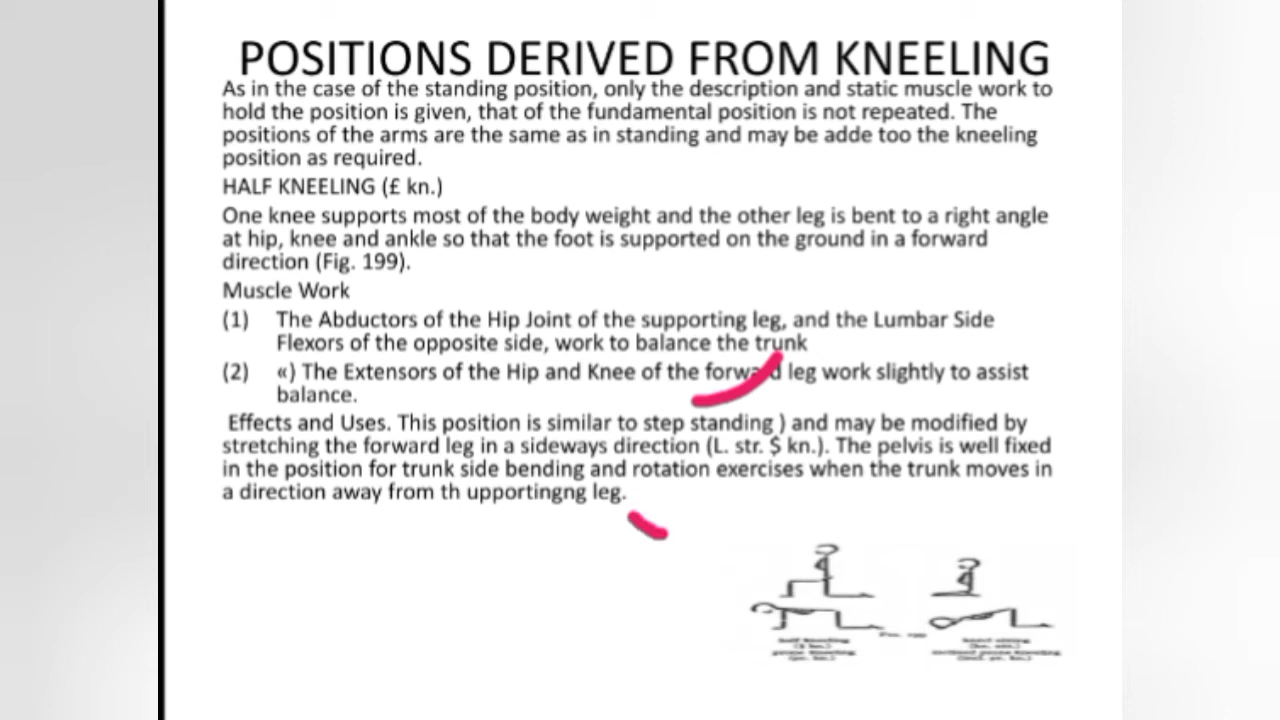 POSITIONS DERIVED FROM KNEELING
As in the case of the standing position, only the description and static muscle work to
hold the position is given, that of the fundamental position is not repeated. The
positions of the arms are the same as in standing and may be adde too the kneeling
position as required.
HALF KNEELING (£ kn.)
One knee supports most of the body weight and the other leg is bent to a right angle
at hip, knee and ankle so that the foot is supported on the ground in a forward
direction (Fig. 199).
Muscle Work
(1) The Abductors of the Hip Joint of the supporting leg, and the Lumbar Side
Flexors of the opposite side, work to balance the trunk
(2) «) The Extensors of the Hip and Knee of the forward leg work slightly to assist
balance.
Effects and Uses. This position is similar to step standing ) and may be modified by
stretching the forward leg in a sideways direction (L. str. $ kn.). The pelvis is well fixed
in the position for trunk side bending and rotation exercises when the trunk moves in
a direction away from th upportingng leg.
half kneeling
prone kneeling